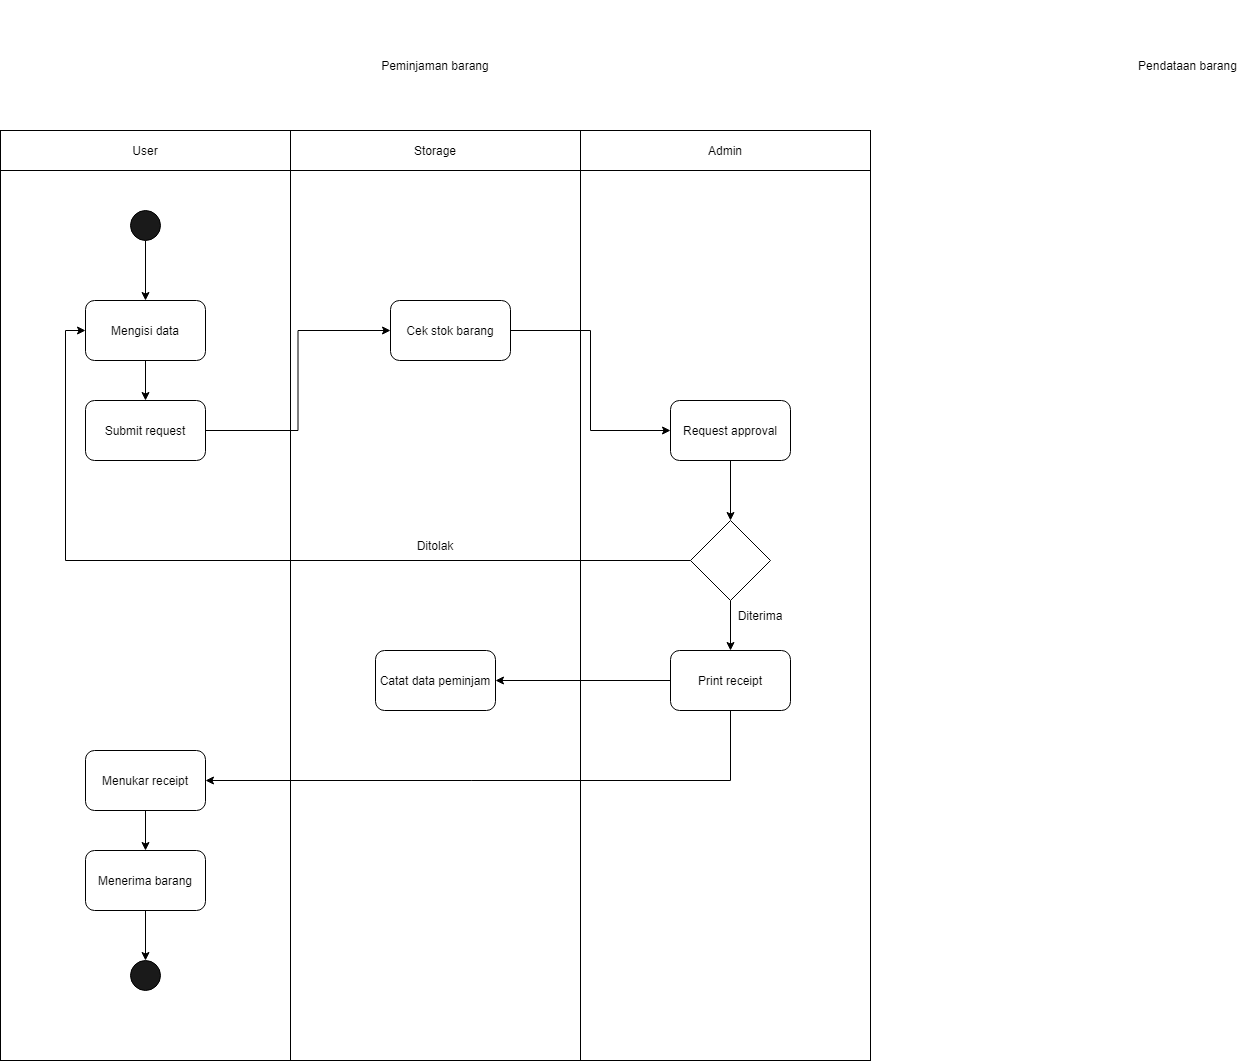 Peminjaman barang
Pendataan barang
User
Storage
Admin
Mengisi data
Cek stok barang
Submit request
Request approval
Ditolak
Diterima
Catat data peminjam
Print receipt
Menukar receipt
Menerima barang